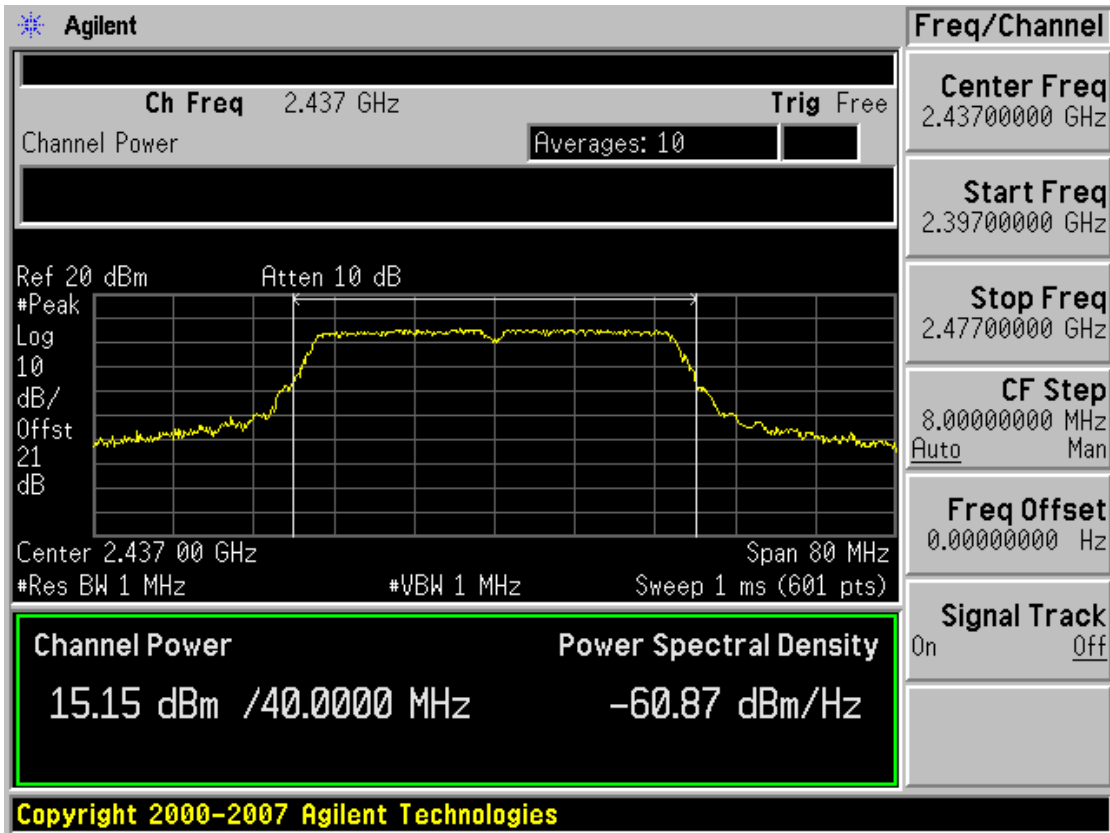 Agilent
Freq/Channel
Ch Freq 2.437 GHz Trig Free
Channel Power Averages: 10
Ref 20 dBm Atten 10 dB
#Peak
Log
10
dB/
Offst
21
dB
Center 2.437 00 GHz Span 80 MHz
#Res BW 1 MHz #VBW 1 MHz Sweep 1 ms (601 pts)
Channel Power Power Spectral Density
15.15 dBm /40.0000 MHz -60.87 dBm/Hz
Center Freq
2.43700000 GHz
Start Freq
2.39700000 GHz
Stop Freq
2.47700000 GHz
CF Step
8.00000000 MHz
Auto Man
Freq Offset
0.00000000 Hz
Signal Track
On Off
Copyright 2000-2007 Agilent Technologies